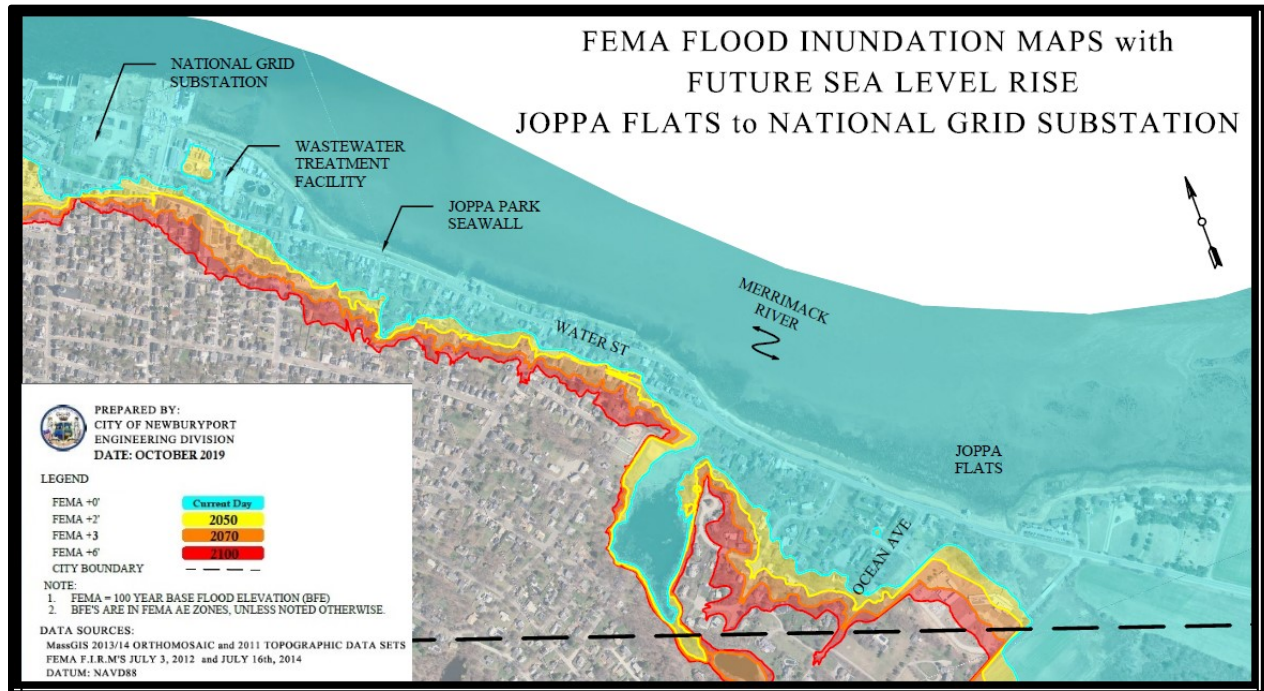 FEMA FLOOD INUNDATION MAPS with
FUTURE SEA LEVEL RISE
JOPPA FLATS to NATIONAL GRID SUBSTATION
NATIONAL GRID
SUBSTATION
WASTEWATER
TREATMENT
FACILITY
JOPPA PARK
SEAWALL
MERRIMACK
RIVER
WATER ST
JOPPA
FLATS
OCEAN AVE
PREPARED BY:
CITY OF NEWBURYPORT
ENGINEERING DIVISION
DATE: OCTOBER 2019
LEGEND
FEMA +0' Current Day
FEMA +2' 2050
FEMA +3 2070
FEMA +6' 2100
CITY BOUNDARY
NOTE:
1. FEMA = 100 YEAR BASE FLOOD ELEVATION (BFE)
2. BFE'S ARE IN FEMA AE ZONES, UNLESS NOTED OTHERWISE.
DATA SOURCES:
MassGIS 2013/14 ORTHOMOSAIC and 2011 TOPOGRAPHIC DATA SETS
FEMA F.I.R.M'S JULY 3, 2012 and JULY 16th, 2014
DATUM: NAVD88